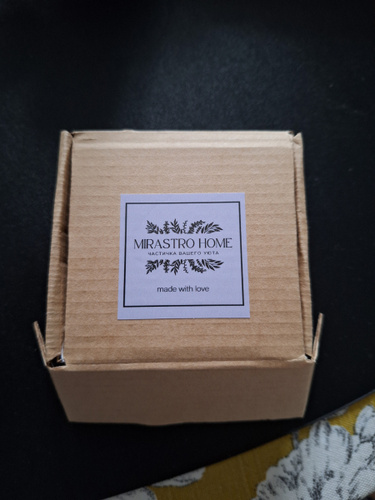 MIRASTRO HOME
ЧАСТИЧКА ВАШЕГО УЮТА
made with love